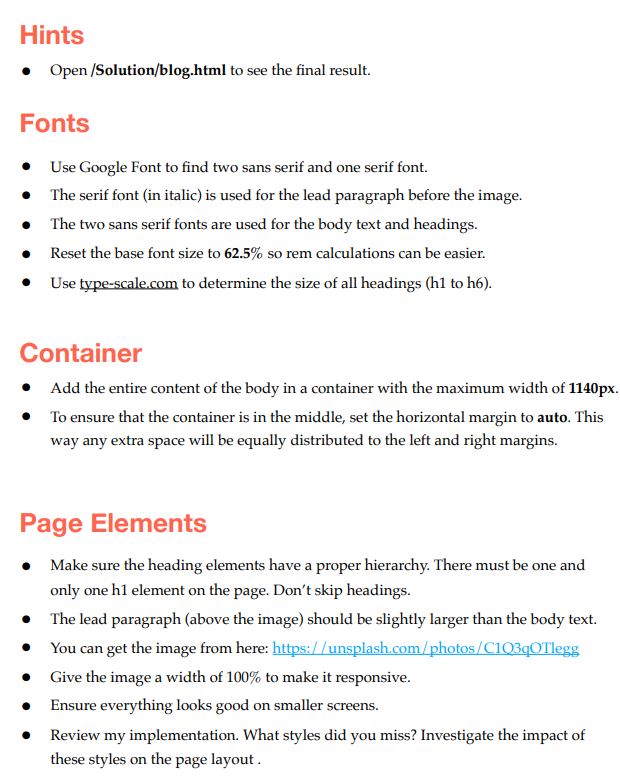 Hints
● Open /Solution/blog.html to see the final result.
Fonts
● Use Google Font to find two sans serif and one serif font.
● The serif font (in italic) is used for the lead paragraph before the image.
● The two sans serif fonts are used for the body text and headings.
● Reset the base font size to 62.5% so rem calculations can be easier.
● Use type-scale.com to determine the size of all headings (h1 to h6).
Container
● Add the entire content of the body in a container with the maximum width of 1140px.
● To ensure that the container is in the middle, set the horizontal margin to auto. This
way any extra space will be equally distributed to the left and right margins.
Page Elements
● Make sure the heading elements have a proper hierarchy. There must be one and
only one h1 element on the page. Don’t skip headings.
● The lead paragraph (above the image) should be slightly larger than the body text.
● You can get the image from here: https://unsplash.com/photos/C1Q3qOTlegg
● Give the image a width of 100% to make it responsive.
● Ensure everything looks good on smaller screens.
● Review my implementation. What styles did you miss? Investigate the impact of
these styles on the page layout .